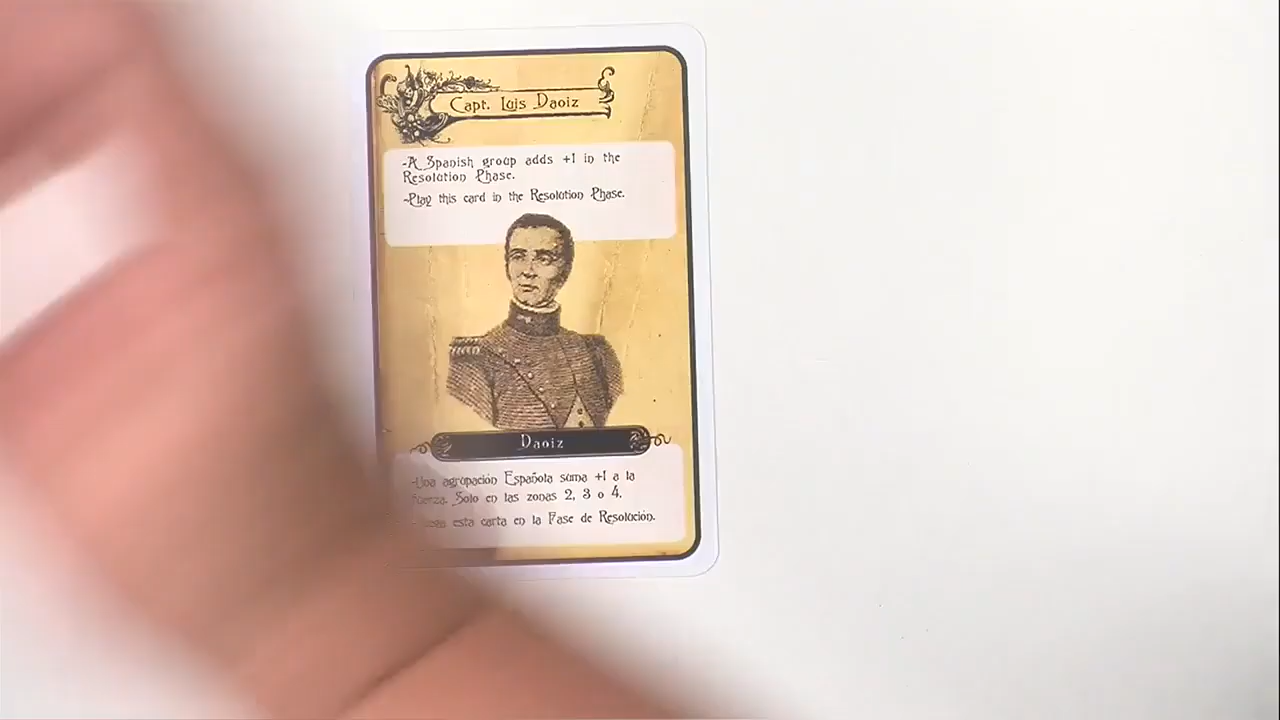 Capt. Luis Daoiz
-A Spanish group adds +1 in the
Resolution Phase.
-Play this card in the Resolution Phase.
Daoiz
-Una agrupación Española suma +1 a la
fuerza. Solo en las zonas 2, 3 o 4.
esta carta en la Fase de Resolución.